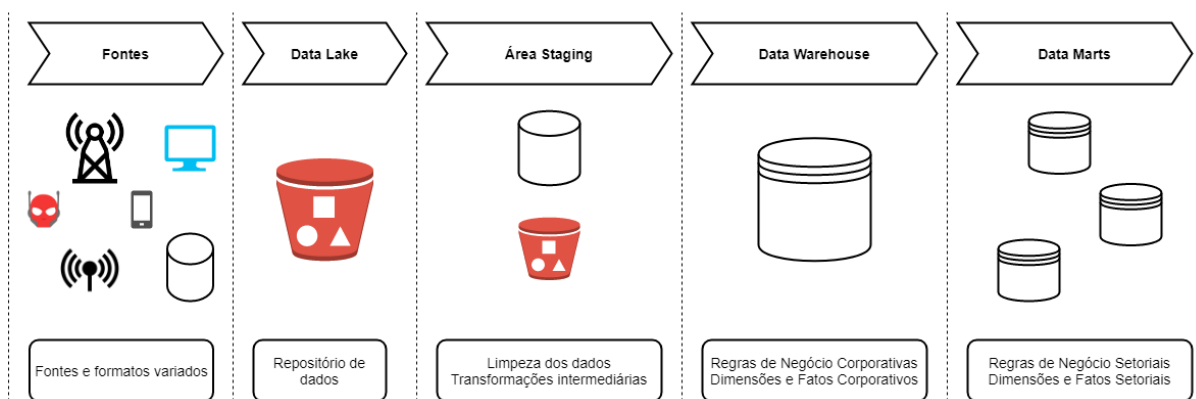 Fontes
Data Lake
Área Staging
Data Warehouse
Data Marts
Fontes e formatos variados
Repositório de
dados
Limpeza dos dados
Transformações intermediárias
Regras de Negócio Corporativas
Dimensões e Fatos Corporativos
Regras de Negócio Setoriais
Dimensões e Fatos Setoriais